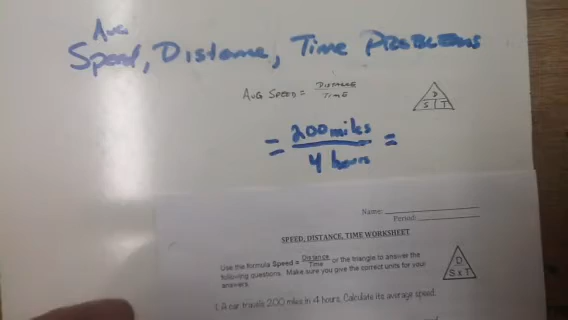 Avg
Speed, Distance, Time PROBLEMS
AVG SPEED = DISTANCE
TIME
D
S T
= 200 miles
4 hours =
Name:
Period:
SPEED, DISTANCE, TIME WORKSHEET
Use the formula Speed = Distance
Time or the triangle to answer the
following questions. Make sure you give the correct units for your
answers.
D
S x T
1. A car travels 200 miles in 4 hours. Calculate its average speed.